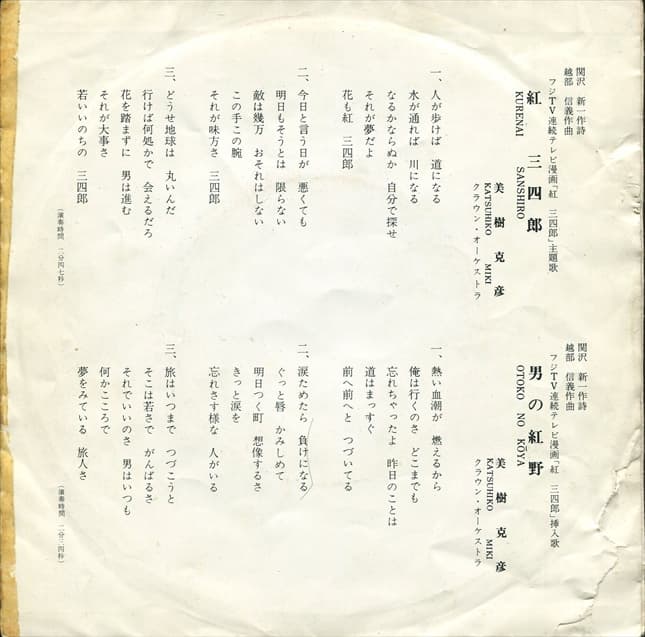 関沢 新一作詩
越部 信義作曲
フジTV連続テレビ漫画「紅 三四郎」主題歌
紅 三四郎
KURENAI SANSHIRO
美樹克彦
KATSUHIKO MIKI
クラウン・オーケストラ
一、人が歩けば 道になる
水が通れば 川になる
なるかならぬか 自分で探せ
それが夢だよ
花も紅 三四郎
二、今日と言う日が 悪くても
明日もそうとは 限らない
敵は幾万 おそれはしない
この手この腕
それが味方さ 三四郎
三、どうせ地球は 丸いんだ
行けば何処かで 会えるだろ
花を踏まずに 男は進む
それが大事さ
若いいのちの 三四郎
(演奏時間 二分四七秒)
関沢 新一作詩
越部 信義作曲
フジTV連続テレビ漫画「紅 三四郎」挿入歌
男の紅野
OTOKO NO KŌYA
美樹克彦
KATSUHIKO MIKI
クラウン・オーケストラ
一、熱い血潮が 燃えるから
俺は行くのさ どこまでも
忘れちゃったよ 昨日のことは
道はまっすぐ
前へ前へと つづいてる
二、涙ためたら 負けになる
ぐっと唇 かみしめて
明日つく町 想像するさ
きっと涙を
忘れさす様な 人がいる
三、旅はいつまで つづこうと
そこは若さで がんばるさ
それでいいのさ 男はいつも
何かこころで
夢をみている 旅人さ
(演奏時間 二分三四秒)